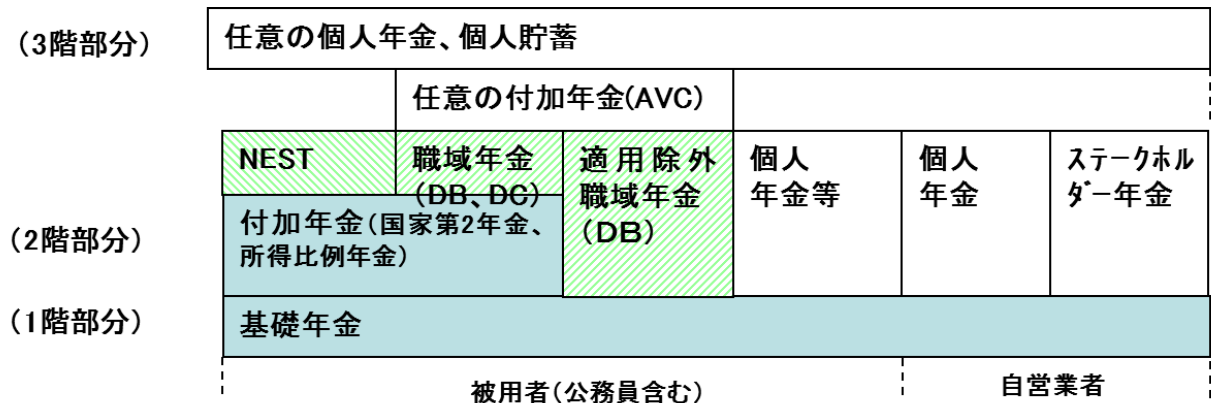 （3階部分）
任意の個人年金、個人貯蓄
任意の付加年金(AVC)
NEST
職域年金
（DB、DC）
適用除外
職域年金
（DB）
個人
年金等
個人
年金
ステークホル
ダー年金
（2階部分）
付加年金（国家第2年金、
所得比例年金）
（1階部分）
基礎年金
被用者（公務員含む）
自営業者